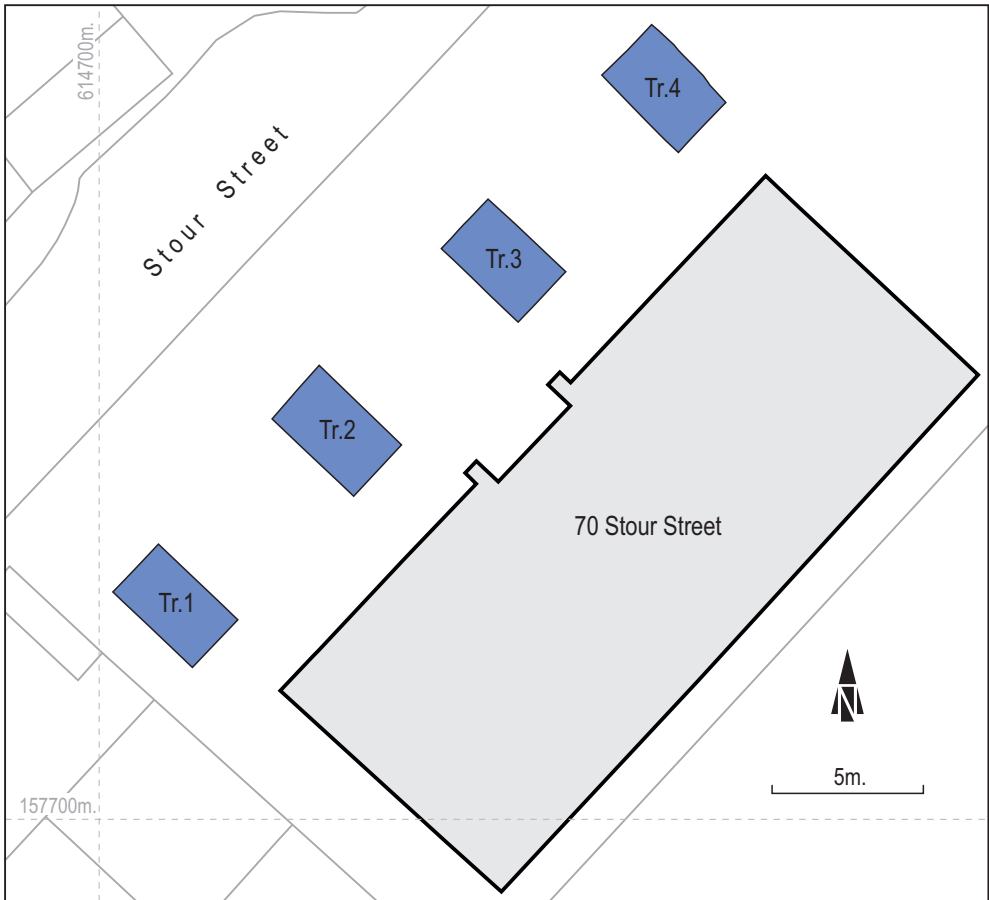 614700m.
Tr.4
Stour Street
Tr.3
Tr.2
70 Stour Street
Tr.1
N
5m.
157700m.